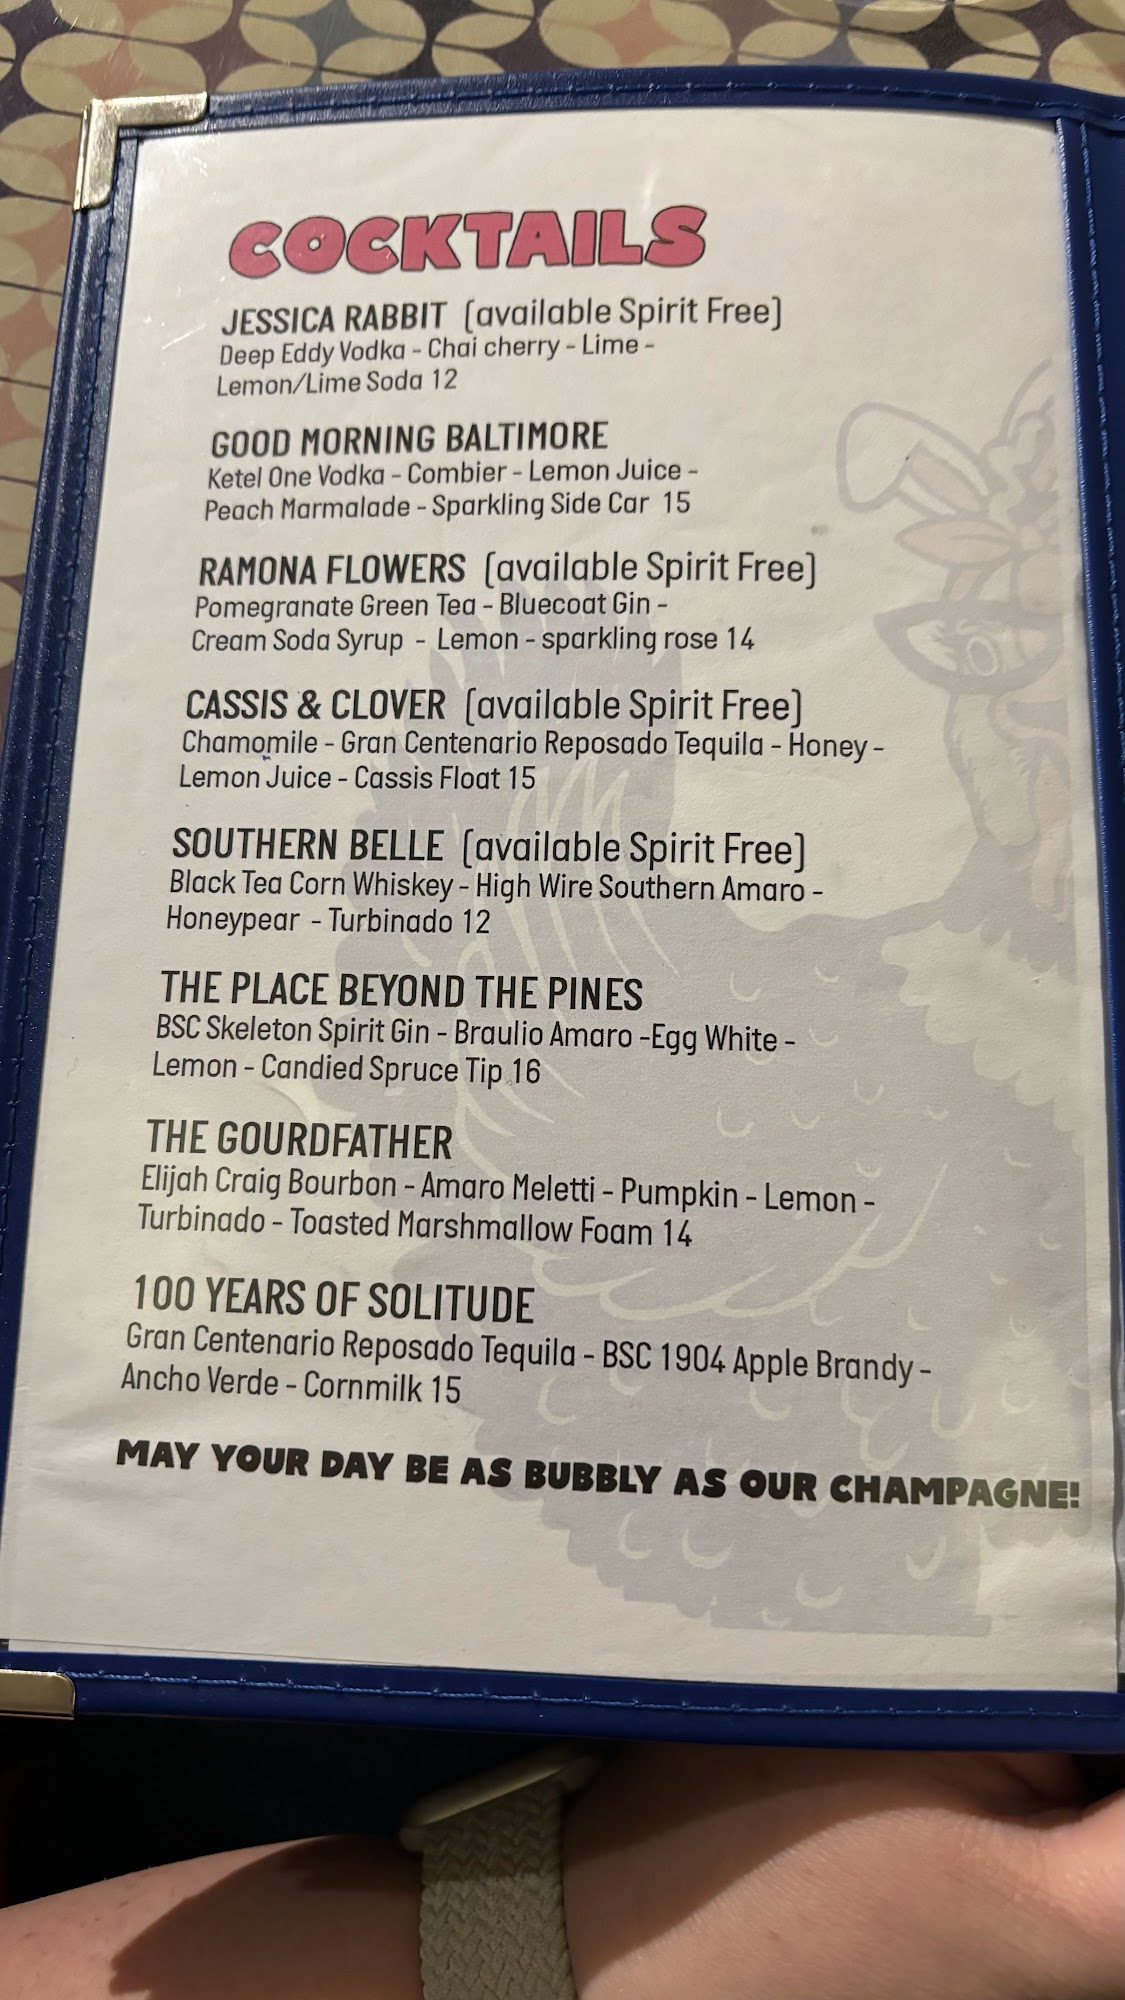 COCKTAILS
JESSICA RABBIT [available Spirit Free]
Deep Eddy Vodka - Chai cherry - Lime -
Lemon/Lime Soda 12
GOOD MORNING BALTIMORE
Ketel One Vodka - Combier - Lemon Juice -
Peach Marmalade - Sparkling Side Car 15
RAMONA FLOWERS [available Spirit Free]
Pomegranate Green Tea - Bluecoat Gin -
Cream Soda Syrup - Lemon - sparkling rose 14
CASSIS & CLOVER [available Spirit Free]
Chamomile - Gran Centenario Reposado Tequila - Honey -
Lemon Juice - Cassis Float 15
SOUTHERN BELLE [available Spirit Free]
Black Tea Corn Whiskey - High Wire Southern Amaro -
Honeypear - Turbinado 12
THE PLACE BEYOND THE PINES
BSC Skeleton Spirit Gin - Braulio Amaro -Egg White -
Lemon - Candied Spruce Tip 16
THE GOURDFATHER
Elijah Craig Bourbon - Amaro Meletti - Pumpkin - Lemon -
Turbinado - Toasted Marshmallow Foam 14
100 YEARS OF SOLITUDE
Gran Centenario Reposado Tequila - BSC 1904 Apple Brandy -
Ancho Verde - Cornmilk 15
MAY YOUR DAY BE AS BUBBLY AS OUR CHAMPAGNE!